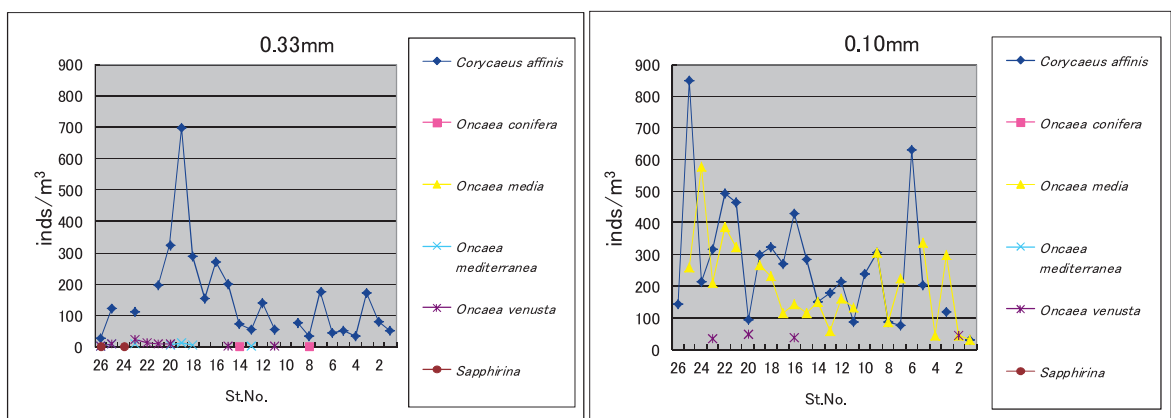 0.33mm
900
800
700
600
500
400
300
200
100
0
inds/m³
26 24 22 20 18 16 14 12 10 8 6 4 2
St.No.
Corycaeus affinis
Oncaea conifera
Oncaea media
Oncaea
mediterranea
Oncaea venusta
Sapphirina
0.10mm
900
800
700
600
500
400
300
200
100
0
inds/m³
26 24 22 20 18 16 14 12 10 8 6 4 2
St.No.
Corycaeus affinis
Oncaea conifera
Oncaea media
Oncaea
mediterranea
Oncaea venusta
Sapphirina